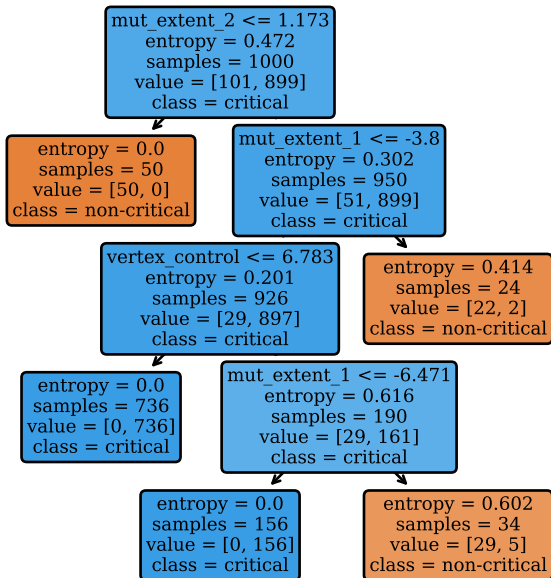 mut_extent_2 <= 1.173
entropy = 0.472
samples = 1000
value = [101, 899]
class = critical
entropy = 0.0
samples = 50
value = [50, 0]
class = non-critical
mut_extent_1 <= -3.8
entropy = 0.302
samples = 950
value = [51, 899]
class = critical
vertex_control <= 6.783
entropy = 0.201
samples = 926
value = [29, 897]
class = critical
entropy = 0.414
samples = 24
value = [22, 2]
class = non-critical
entropy = 0.0
samples = 736
value = [0, 736]
class = critical
mut_extent_1 <= -6.471
entropy = 0.616
samples = 190
value = [29, 161]
class = critical
entropy = 0.0
samples = 156
value = [0, 156]
class = critical
entropy = 0.602
samples = 34
value = [29, 5]
class = non-critical